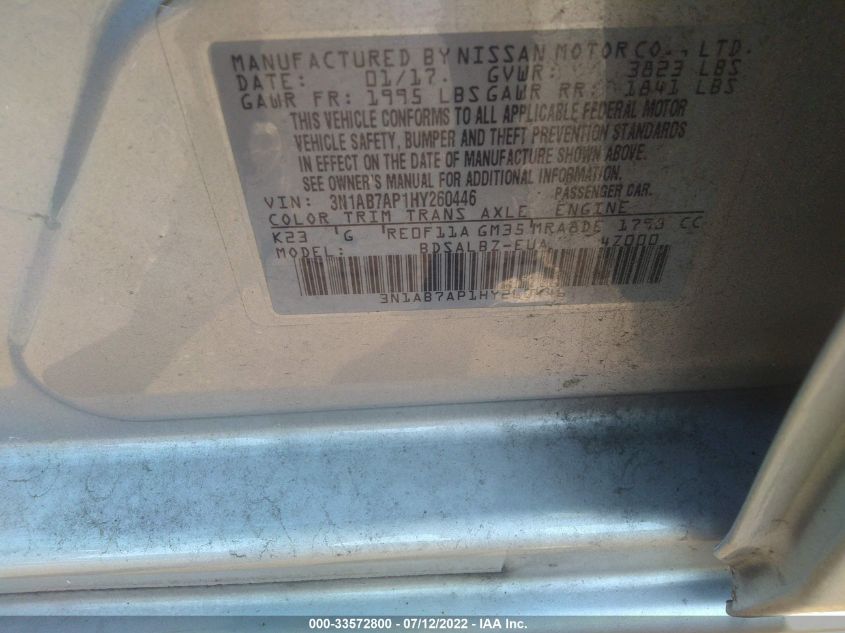 MANUFACTURED BY NISSAN MOTOR CO., LTD.
DATE: 01/17. GVWR: 3823 LBS
GAWR FR: 1995 LBS GAWR RR: 1841 LBS
THIS VEHICLE CONFORMS TO ALL APPLICABLE FEDERAL MOTOR
VEHICLE SAFETY, BUMPER AND THEFT PREVENTION STANDARDS
IN EFFECT ON THE DATE OF MANUFACTURE SHOWN ABOVE.
SEE OWNER'S MANUAL FOR ADDITIONAL INFORMATION.
VIN: 3N1AB7AP1HY260446 PASSENGER CAR.
COLOR TRIM TRANS AXLE ENGINE
K23 G RE0F11A GM35 MRA8DE 1798 CC
MODEL: BDSALBZ-EUA 4Z000
3N1AB7AP1HY260446
000-33572800 - 07/12/2022 - IAA Inc.